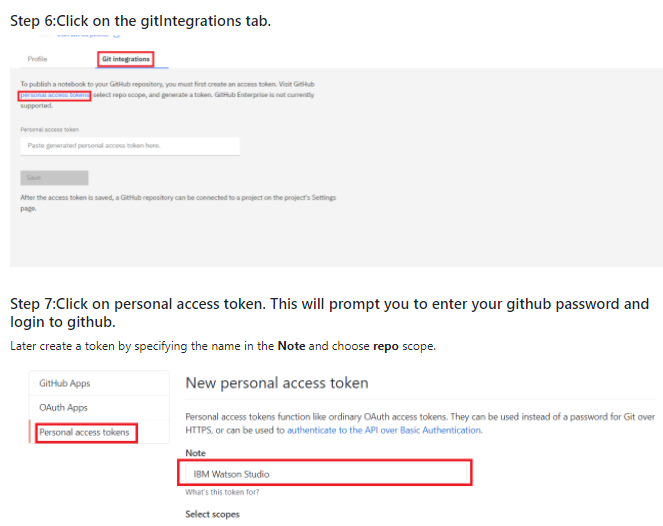 Step 6:Click on the gitIntegrations tab.
Profile
Git integrations
To publish a notebook to your GitHub repository, you must first create an access token. Visit GitHub
personal access tokens, select repo scope, and generate a token. GitHub Enterprise is not currently
supported.
Personal access token
Paste generated personal access token here.
Save
After the access token is saved, a GitHub repository can be connected to a project on the project's Settings
page.
Step 7:Click on personal access token. This will prompt you to enter your github password and
login to github.
Later create a token by specifying the name in the Note and choose repo scope.
GitHub Apps
OAuth Apps
Personal access tokens
New personal access token
Personal access tokens function like ordinary OAuth access tokens. They can be used instead of a password for Git over
HTTPS, or can be used to authenticate to the API over Basic Authentication.
Note
IBM Watson Studio
What's this token for?
Select scopes